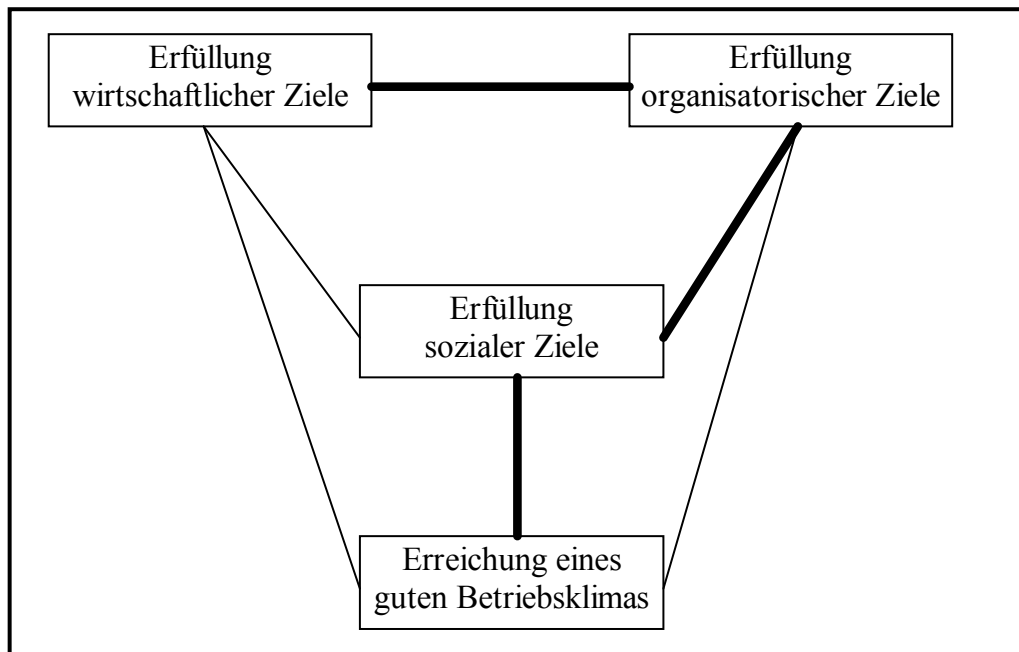 Erfüllung
wirtschaftlicher Ziele
Erfüllung
organisatorischer Ziele
Erfüllung
sozialer Ziele
Erreichung eines
guten Betriebsklimas